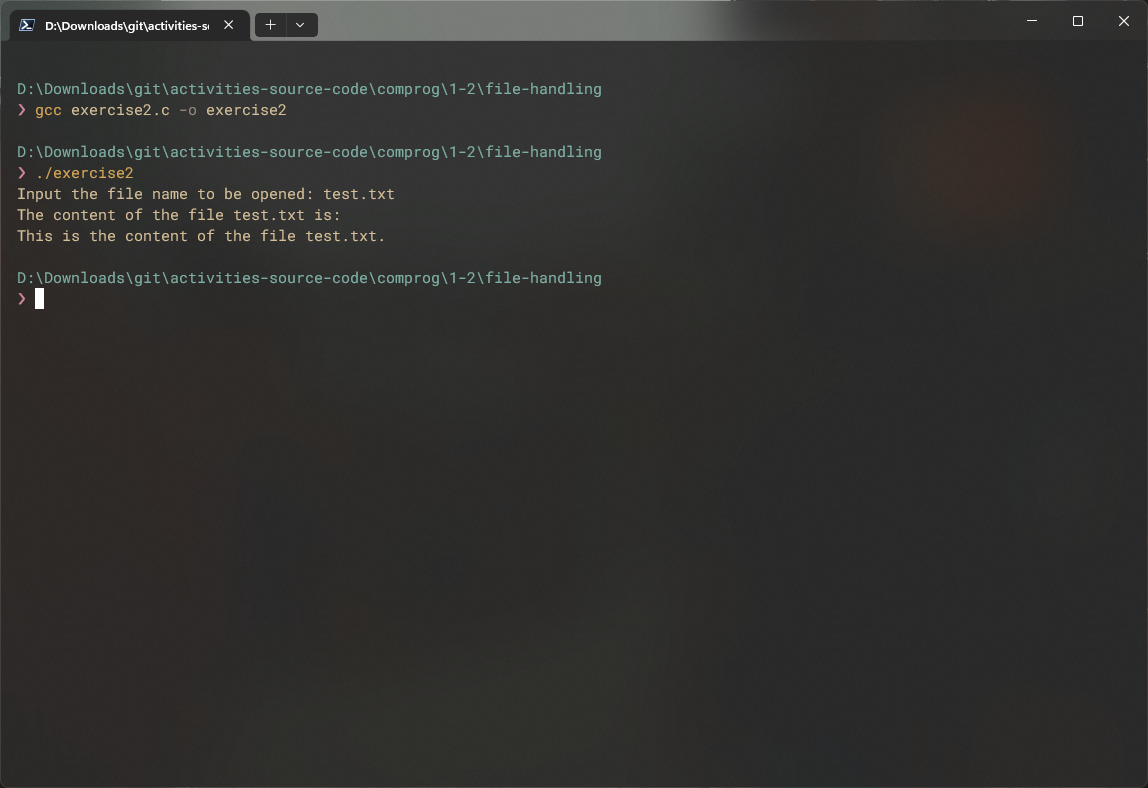 D:\Downloads\git\activities-s
D:\Downloads\git\activities-source-code\comprog\1-2\file-handling
❯ gcc exercise2.c -o exercise2
D:\Downloads\git\activities-source-code\comprog\1-2\file-handling
❯ ./exercise2
Input the file name to be opened: test.txt
The content of the file test.txt is:
This is the content of the file test.txt.
D:\Downloads\git\activities-source-code\comprog\1-2\file-handling
❯